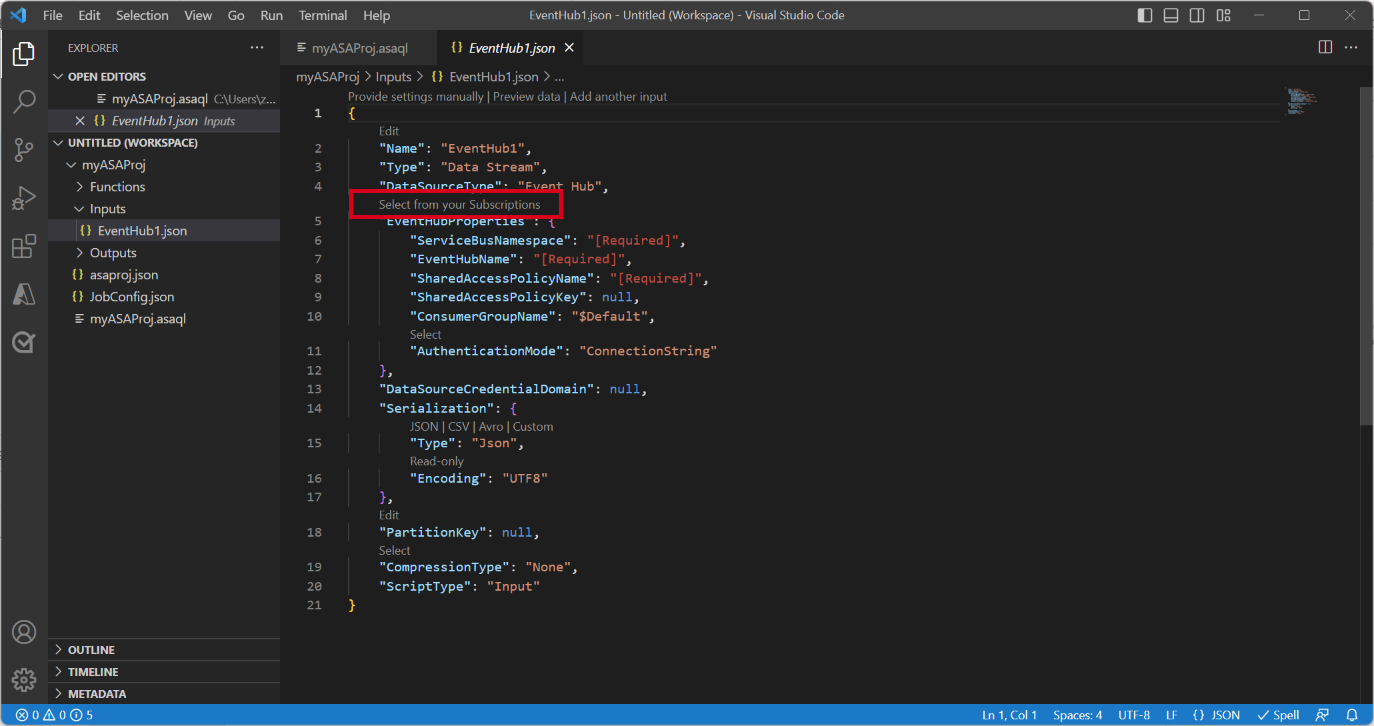 File Edit Selection View Go Run Terminal Help
EventHub1.json - Untitled (Workspace) - Visual Studio Code
EXPLORER ...
OPEN EDITORS
myASAProj.asaql C:\Users\z...
EventHub1.json Inputs
UNTITLED (WORKSPACE)
myASAProj
Functions
Inputs
{} EventHub1.json
Outputs
{} asaproj.json
{} JobConfig.json
myASAProj.asaql
OUTLINE
TIMELINE
METADATA
myASAProj.asaql {} EventHub1.json
myASAProj > Inputs > {} EventHub1.json > ...
Provide settings manually | Preview data | Add another input
1 {
Edit
2 "Name": "EventHub1",
3 "Type": "Data Stream",
4 "DataSourceType": "Event Hub",
Select from your Subscriptions
5 "EventHubProperties": {
6 "ServiceBusNamespace": "[Required]",
7 "EventHubName": "[Required]",
8 "SharedAccessPolicyName": "[Required]",
9 "SharedAccessPolicyKey": null,
10 "ConsumerGroupName": "$Default",
Select
11 "AuthenticationMode": "ConnectionString"
12 },
13 "DataSourceCredentialDomain": null,
14 "Serialization": {
JSON | CSV | Avro | Custom
15 "Type": "Json",
Read-only
16 "Encoding": "UTF8"
17 },
Edit
18 "PartitionKey": null,
Select
19 "CompressionType": "None",
20 "ScriptType": "Input"
21 }
0 0 5 Ln 1, Col 1 Spaces: 4 UTF-8 LF {} JSON Spell